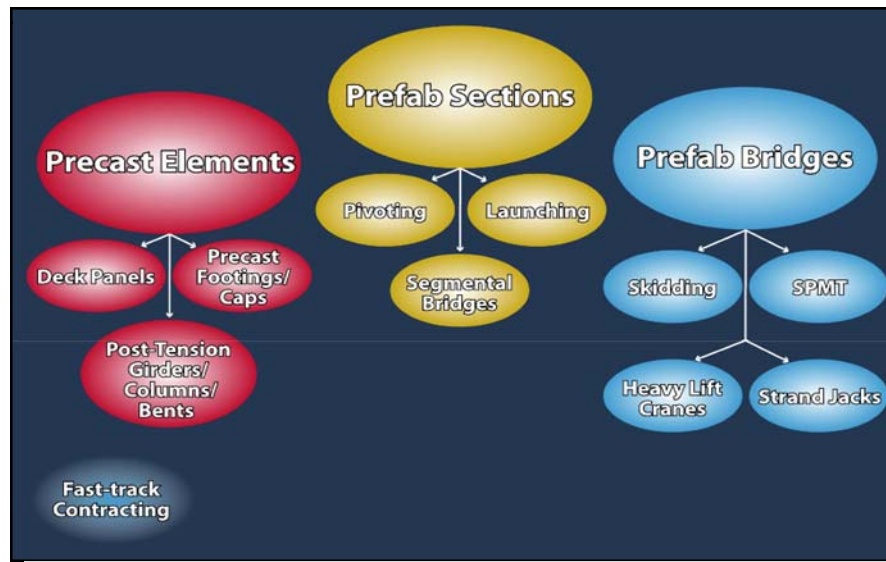 Prefab Sections
Precast Elements
Prefab Bridges
Pivoting
Launching
Deck Panels
Precast
Footings/
Caps
Segmental
Bridges
Skidding
SPMT
Post-Tension
Girders/
Columns/
Bents
Heavy Lift
Cranes
Strand Jacks
Fast-track
Contracting